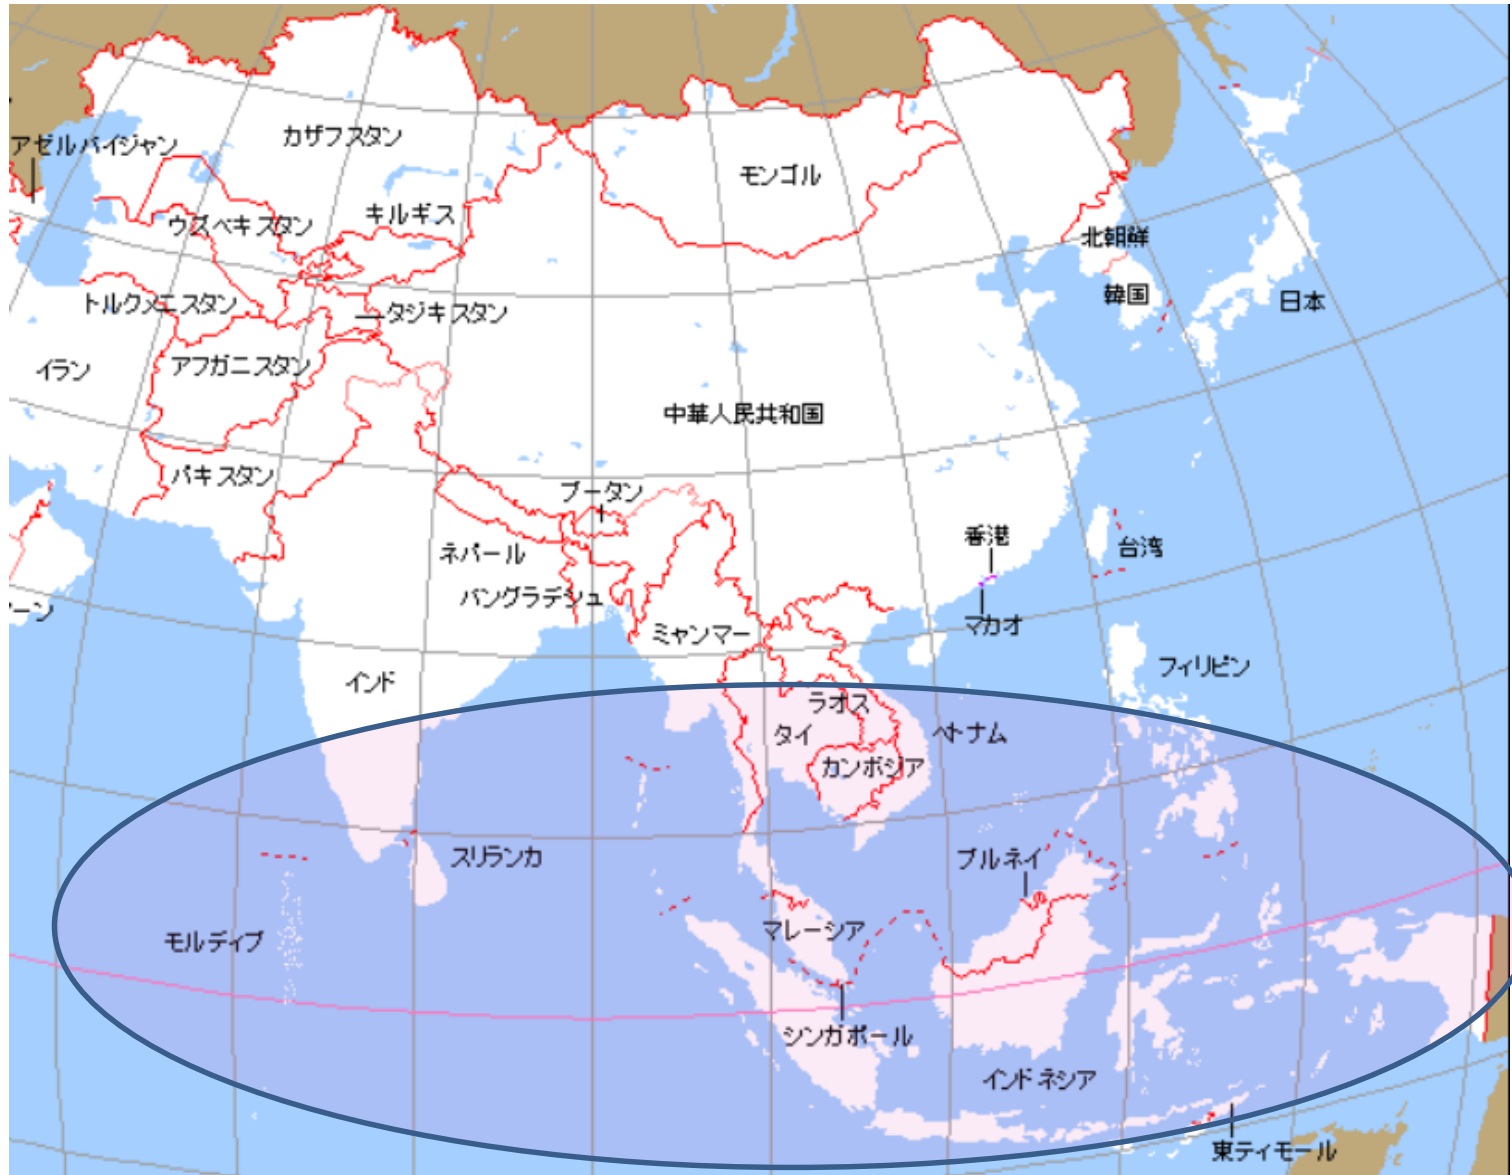 アゼルバイジャン
カザフスタン
モンゴル
ウズベキスタン
キルギス
北朝鮮
韓国
日本
トルクメニスタン
タジキスタン
イラン
アフガニスタン
中華人民共和国
パキスタン
ブータン
香港
台湾
ネパール
バングラデシュ
ーン
マカオ
ミャンマー
フィリピン
インド
ラオス
タイ
ベトナム
カンボジア
スリランカ
ブルネイ
モルディブ
マレーシア
シンガポール
インドネシア
東ティモール